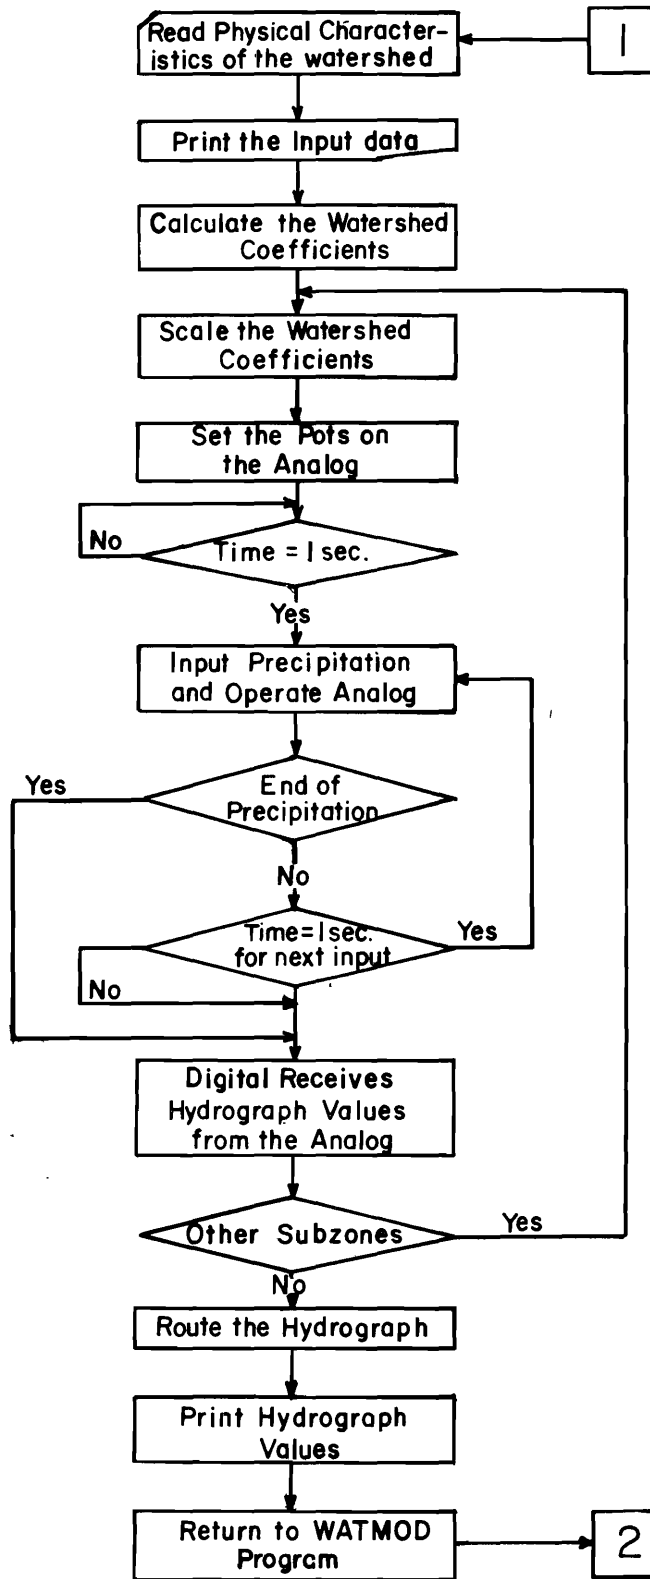 Read Physical Character-
istics of the watershed
1
Print the Input data
Calculate the Watershed
Coefficients
Scale the Watershed
Coefficients
Set the Pots on
the Analog
No
Time = 1 sec.
Yes
Input Precipitation
and Operate Analog
Yes
End of
Precipitation
No
Time=1 sec.
for next input
Yes
No
Digital Receives
Hydrograph Values
from the Analog
Other Subzones
Yes
No
Route the Hydrograph
Print Hydrograph
Values
Return to WATMOD
Program
2